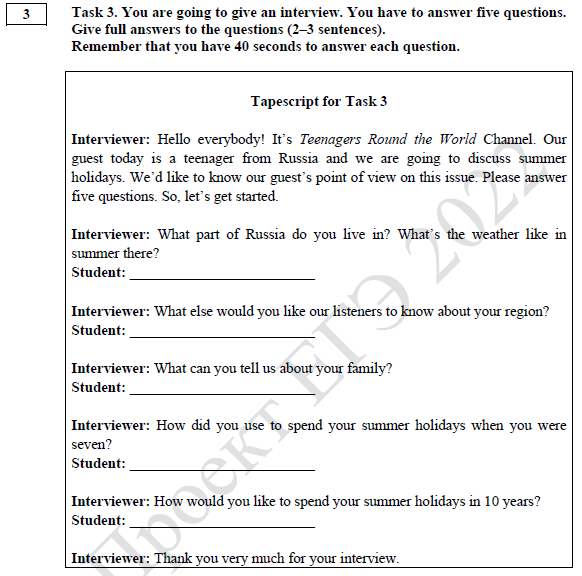 3
Task 3. You are going to give an interview. You have to answer five questions.
Give full answers to the questions (2–3 sentences).
Remember that you have 40 seconds to answer each question.
Tapescript for Task 3
Interviewer: Hello everybody! It's Teenagers Round the World Channel. Our
guest today is a teenager from Russia and we are going to discuss summer
holidays. We'd like to know our guest's point of view on this issue. Please answer
five questions. So, let's get started.
Interviewer: What part of Russia do you live in? What's the weather like in
summer there?
Student: __________________________
Interviewer: What else would you like our listeners to know about your region?
Student: __________________________
Interviewer: What can you tell us about your family?
Student: __________________________
Interviewer: How did you use to spend your summer holidays when you were
seven?
Student: __________________________
Interviewer: How would you like to spend your summer holidays in 10 years?
Student: __________________________
Interviewer: Thank you very much for your interview.
Проект ЕГЭ 2022